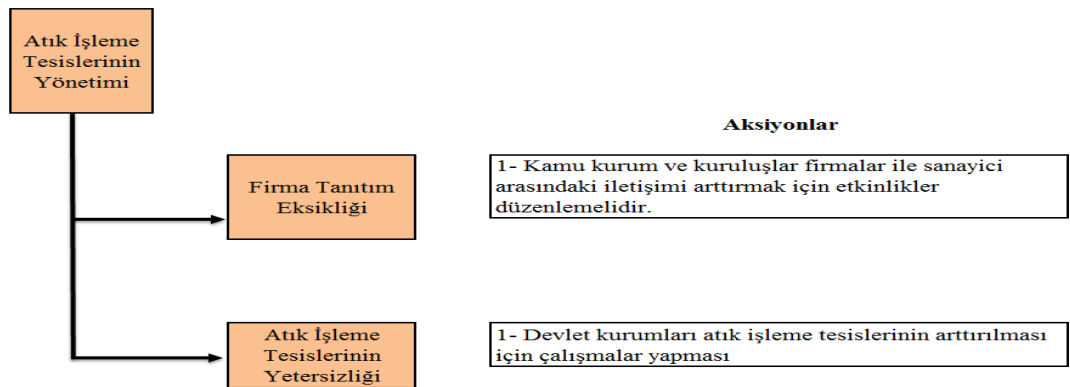 Atık İşleme
Tesislerinin
Yönetimi
Aksiyonlar
Firma Tanıtım
Eksikliği
1- Kamu kurum ve kuruluşlar firmalar ile sanayici
arasındaki iletişimi arttırmak için etkinlikler
düzenlemelidir.
Atık İşleme
Tesislerinin
Yetersizliği
1- Devlet kurumları atık işleme tesislerinin arttırılması
için çalışmalar yapması